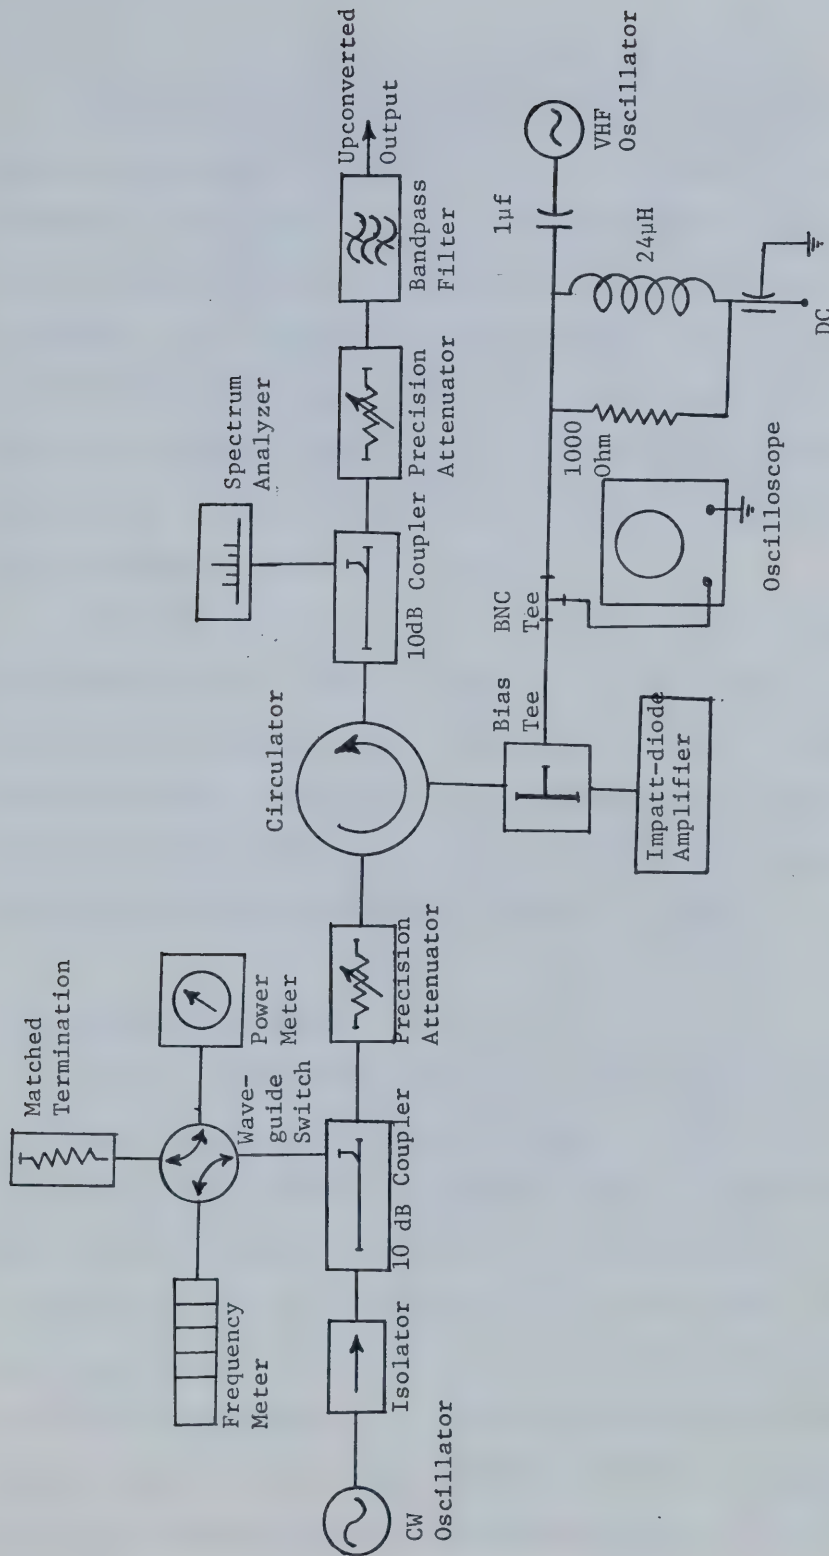 Matched
Termination
Power
Meter
Wave-
guide
Switch
Frequency
Meter
CW
Oscillator
Isolator
10 dB Coupler
Precision
Attenuator
Circulator
Spectrum
Analyzer
10dB Coupler
Precision
Attenuator
Bandpass
Filter
Upconverted
Output
Bias
Tee
BNC
Tee
Impatt-diode
Amplifier
Oscilloscope
1000
Ohm
24μH
1μf
VHF
Oscillator
DC